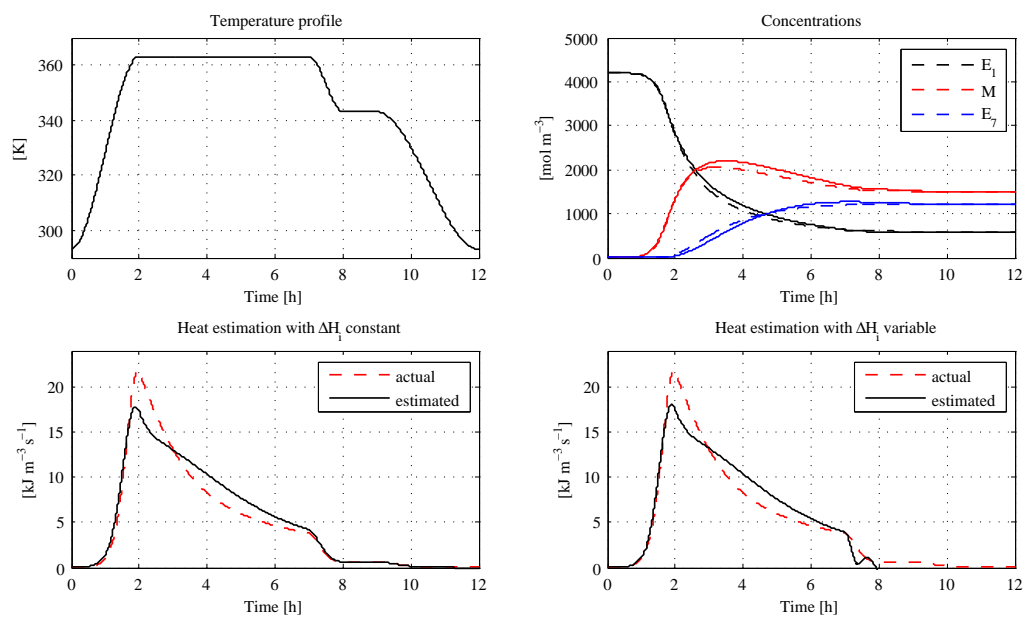 Temperature profile
[K]
360
340
320
300
0
2
4
6
8
10
12
Time [h]
Concentrations
[mol m⁻³]
5000
4000
3000
2000
1000
0
E₁
M
E₇
0
2
4
6
8
10
12
Time [h]
Heat estimation with ΔHᵢ constant
[kJ m⁻³ s⁻¹]
20
15
10
5
0
actual
estimated
0
2
4
6
8
10
12
Time [h]
Heat estimation with ΔHᵢ variable
[kJ m⁻³ s⁻¹]
20
15
10
5
0
actual
estimated
0
2
4
6
8
10
12
Time [h]